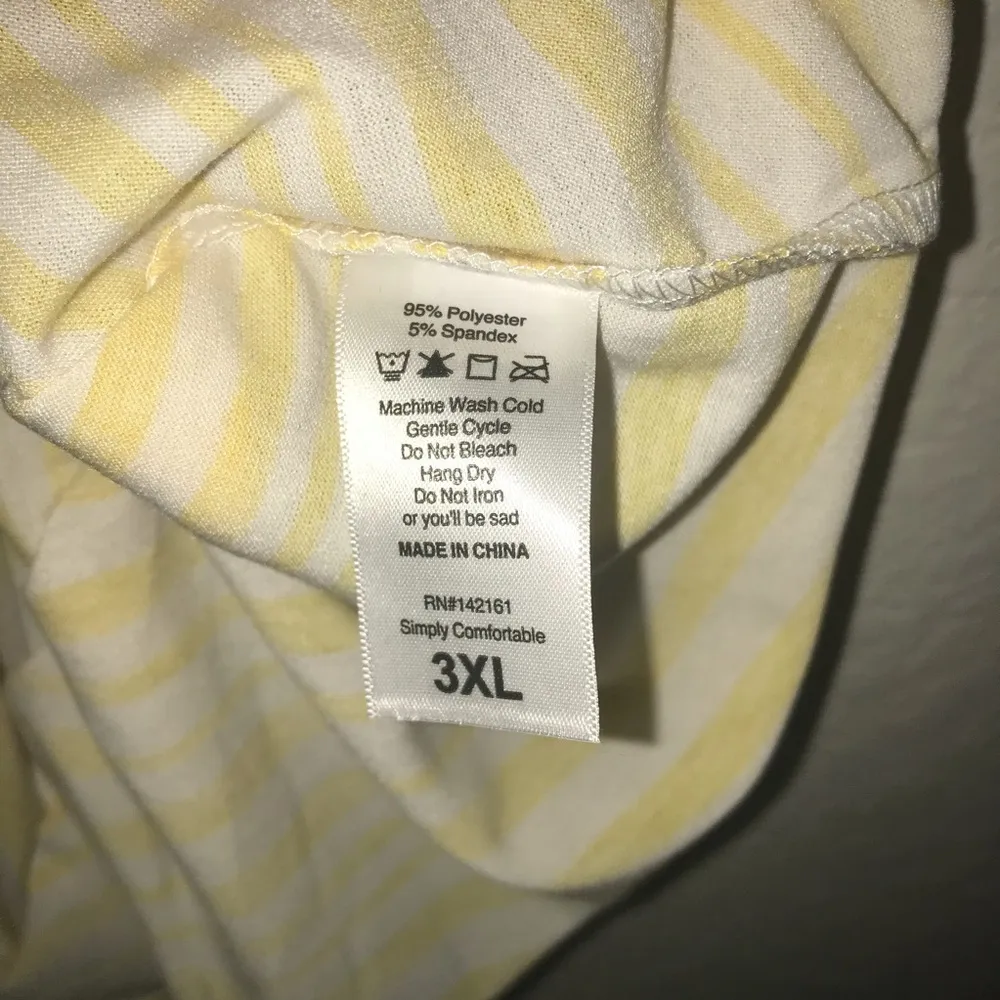 95% Polyester
5% Spandex
Machine Wash Cold
Gentle Cycle
Do Not Bleach
Hang Dry
Do Not Iron
or you'll be sad
MADE IN CHINA
RN#142161
Simply Comfortable
3XL